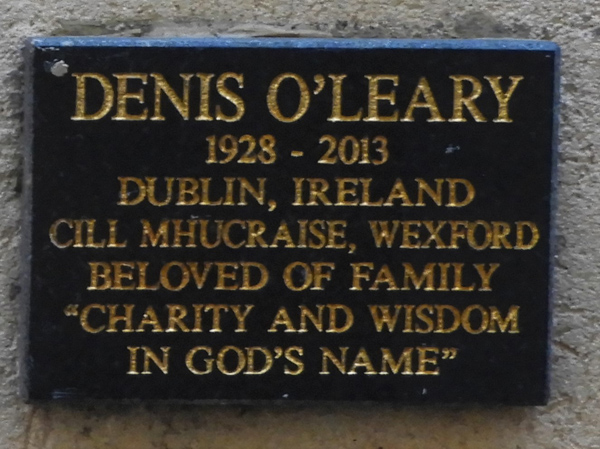 DENIS O'LEARY
1928 - 2013
DUBLIN, IRELAND
CILL MHUCRAISE, WEXFORD
BELOVED OF FAMILY
"CHARITY AND WISDOM
IN GOD'S NAME"